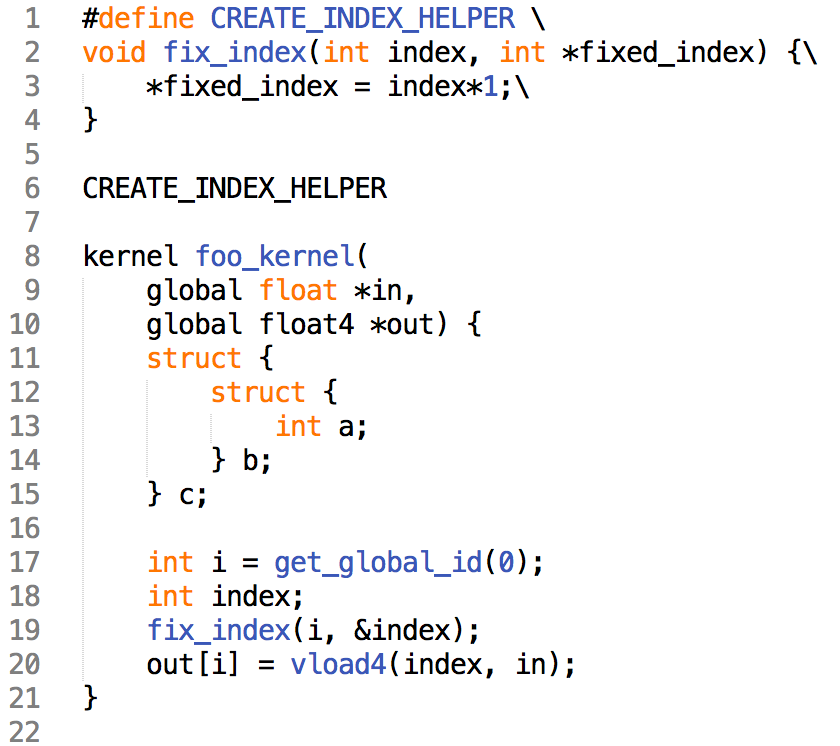 1 #define CREATE_INDEX_HELPER \
2 void fix_index(int index, int *fixed_index) {\
3     *fixed_index = index*1;\
4 }
5
6 CREATE_INDEX_HELPER
7
8 kernel foo_kernel(
9     global float *in,
10     global float4 *out) {
11     struct {
12         struct {
13             int a;
14         } b;
15     } c;
16
17     int i = get_global_id(0);
18     int index;
19     fix_index(i, &index);
20     out[i] = vload4(index, in);
21 }
22